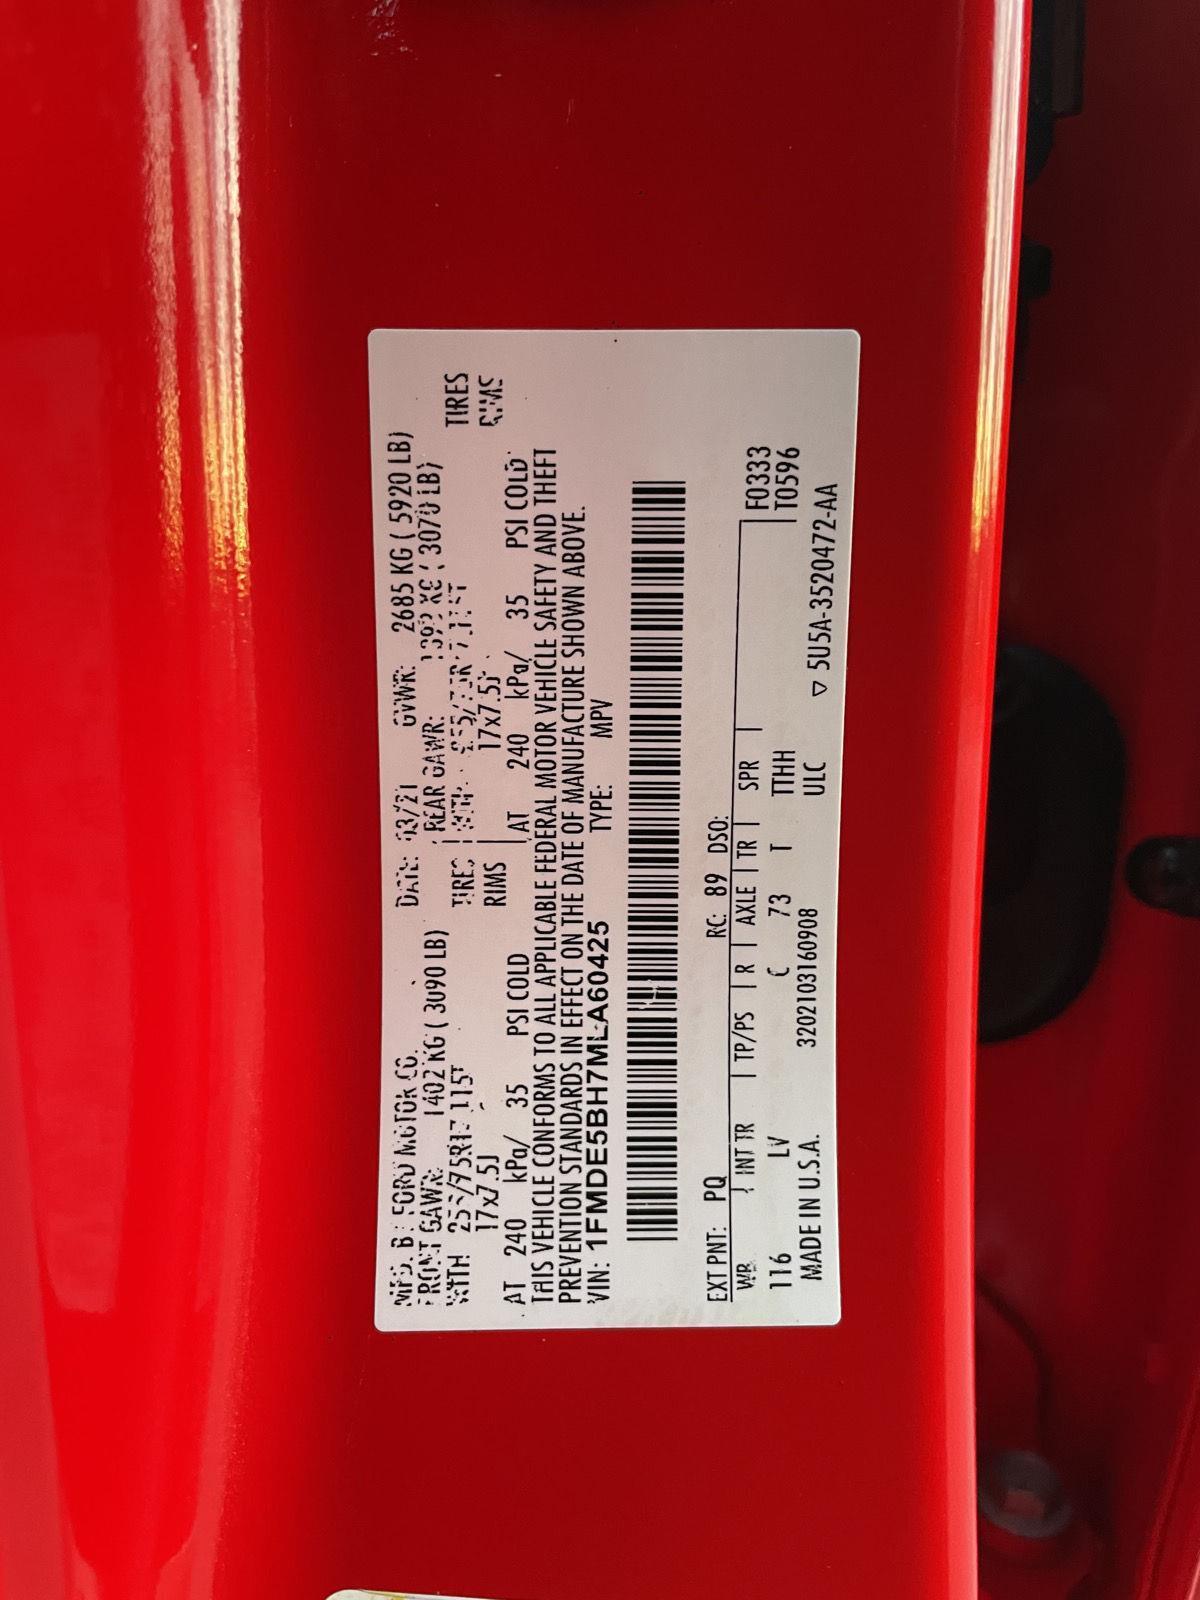 MFD. BY FORD MOTOR CO. DATE: 03/21 GVWR: 2685 KG ( 5920 LB)
FRONT GAWR: 1402 KG ( 3090 LB) REAR GAWR: KG ( 3070 LB)
WITH 255/75R17 115T TIRES WITH TIRES
17x7.5J RIMS 17x7.5J RIMS
AT 240 kPa/ 35 PSI COLD AT 240 kPa/ 35 PSI COLD
THIS VEHICLE CONFORMS TO ALL APPLICABLE FEDERAL MOTOR VEHICLE SAFETY AND THEFT
PREVENTION STANDARDS IN EFFECT ON THE DATE OF MANUFACTURE SHOWN ABOVE.
VIN: 1FMDE5BH7MLA60425 TYPE: MPV
EXT PNT: PQ RC: 89 DSO: F0333
WB INT TR TP/PS R AXLE TR SPR T0596
116 LV C 73 T TTHH
MADE IN U.S.A. 3202103160908 ULC ▽ 5U5A-3520472-AA